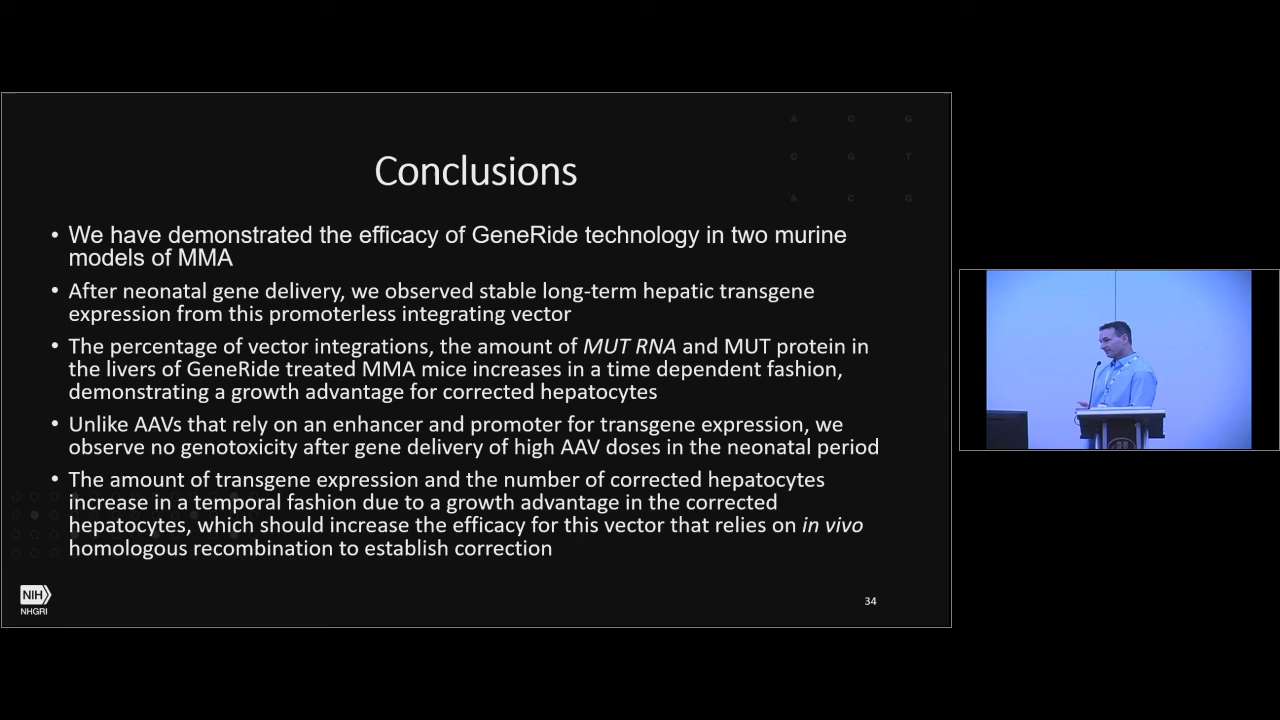 A C G
C G T
A C G
Conclusions
• We have demonstrated the efficacy of GeneRide technology in two murine
models of MMA
• After neonatal gene delivery, we observed stable long-term hepatic transgene
expression from this promoterless integrating vector
• The percentage of vector integrations, the amount of MUT RNA and MUT protein in
the livers of GeneRide treated MMA mice increases in a time dependent fashion,
demonstrating a growth advantage for corrected hepatocytes
• Unlike AAVs that rely on an enhancer and promoter for transgene expression, we
observe no genotoxicity after gene delivery of high AAV doses in the neonatal period
• The amount of transgene expression and the number of corrected hepatocytes
increase in a temporal fashion due to a growth advantage in the corrected
hepatocytes, which should increase the efficacy for this vector that relies on in vivo
homologous recombination to establish correction
NIH
NHGRI
34